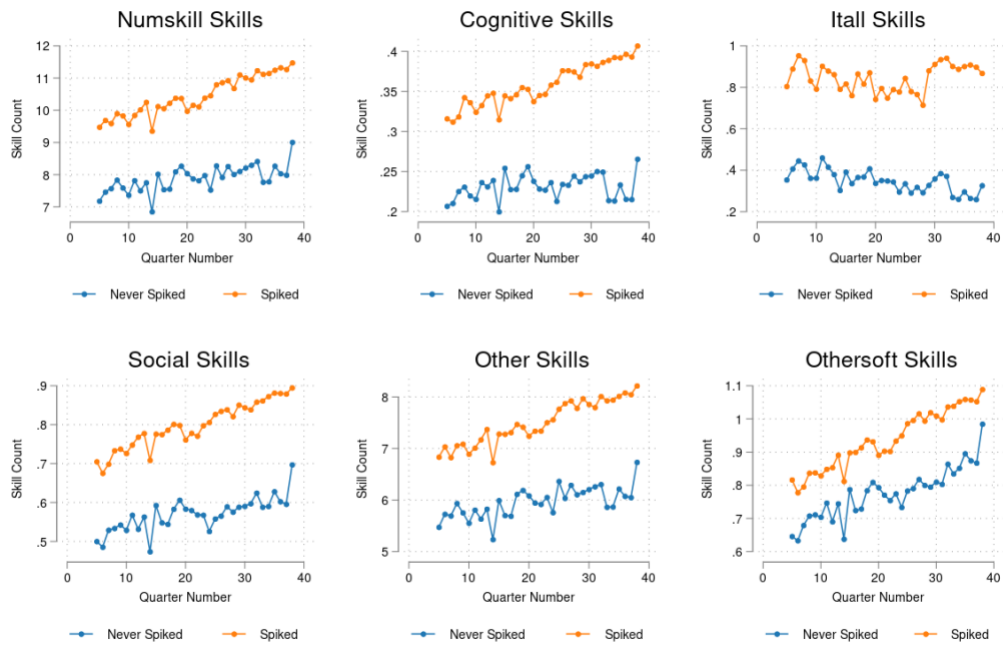 Numskill Skills
12
11
10
9
8
7
Skill Count
0 10 20 30 40
Quarter Number
Never Spiked Spiked
Cognitive Skills
.4
.35
.3
.25
.2
Skill Count
0 10 20 30 40
Quarter Number
Never Spiked Spiked
Itall Skills
1
.8
.6
.4
.2
Skill Count
0 10 20 30 40
Quarter Number
Never Spiked Spiked
Social Skills
.9
.8
.7
.6
.5
Skill Count
0 10 20 30 40
Quarter Number
Never Spiked Spiked
Other Skills
8
7
6
5
Skill Count
0 10 20 30 40
Quarter Number
Never Spiked Spiked
Othersoft Skills
1.1
1
.9
.8
.7
.6
Skill Count
0 10 20 30 40
Quarter Number
Never Spiked Spiked